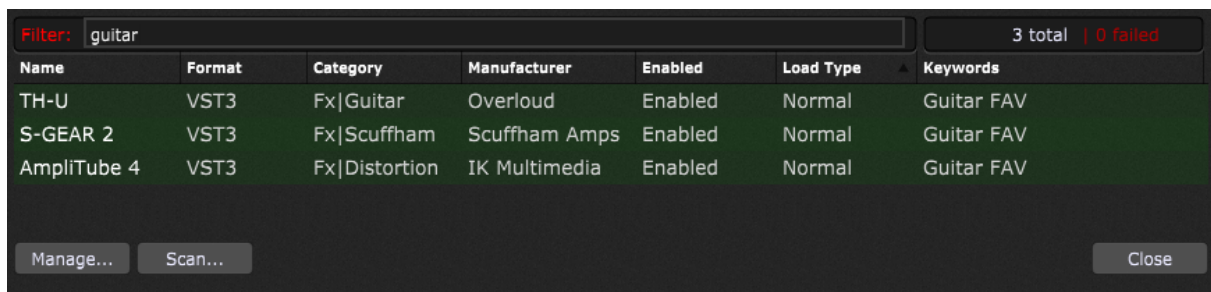 Filter: guitar 3 total | 0 failed
Name Format Category Manufacturer Enabled Load Type Keywords
TH-U VST3 Fx|Guitar Overloud Enabled Normal Guitar FAV
S-GEAR 2 VST3 Fx|Scuffham Scuffham Amps Enabled Normal Guitar FAV
AmpliTube 4 VST3 Fx|Distortion IK Multimedia Enabled Normal Guitar FAV
Manage... Scan... Close